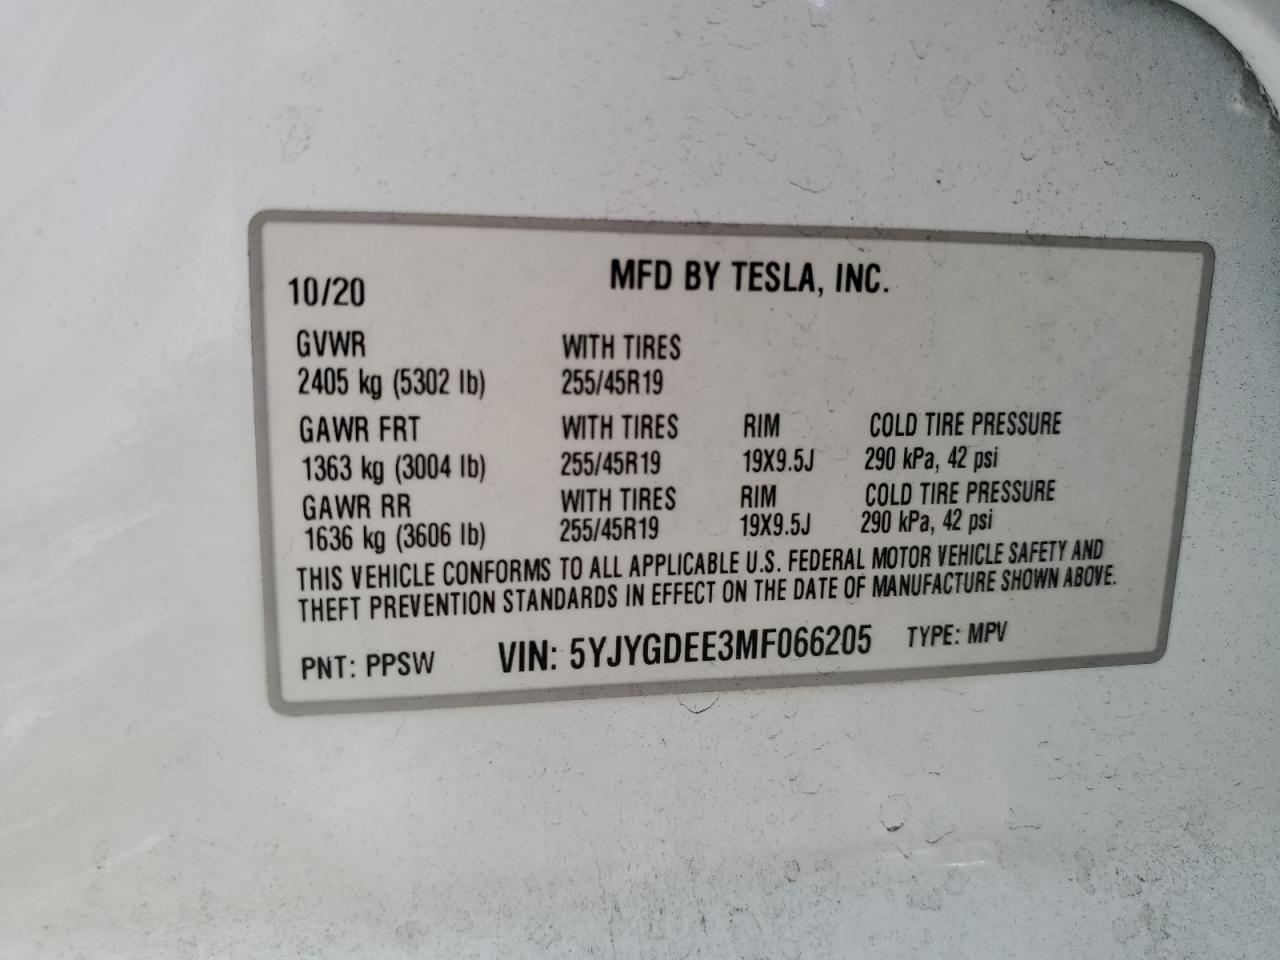 MFD BY TESLA, INC.
10/20
GVWR WITH TIRES
2405 kg (5302 lb) 255/45R19
GAWR FRT WITH TIRES RIM COLD TIRE PRESSURE
1363 kg (3004 lb) 255/45R19 19X9.5J 290 kPa, 42 psi
GAWR RR WITH TIRES RIM COLD TIRE PRESSURE
1636 kg (3606 lb) 255/45R19 19X9.5J 290 kPa, 42 psi
THIS VEHICLE CONFORMS TO ALL APPLICABLE U.S. FEDERAL MOTOR VEHICLE SAFETY AND
THEFT PREVENTION STANDARDS IN EFFECT ON THE DATE OF MANUFACTURE SHOWN ABOVE.
PNT: PPSW VIN: 5YJYGDEE3MF066205 TYPE: MPV